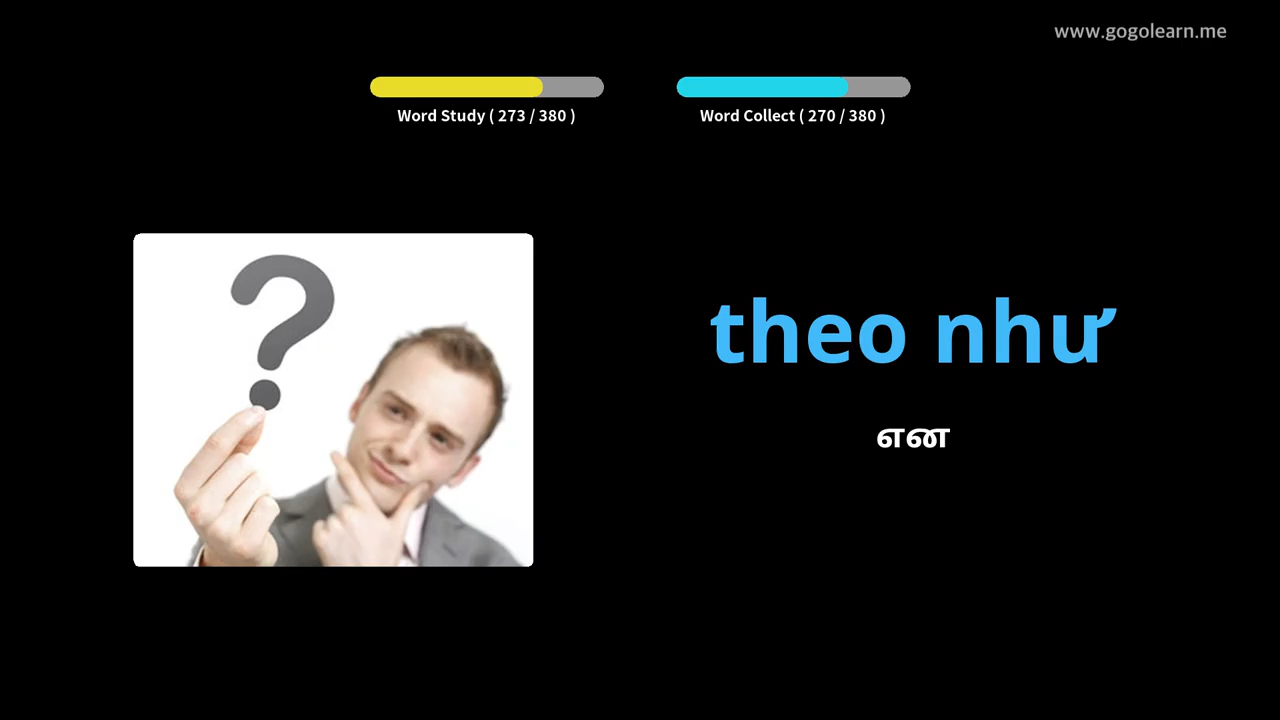 www.gogolearn.me
Word Study ( 273 / 380 )
Word Collect ( 270 / 380 )
theo như
என